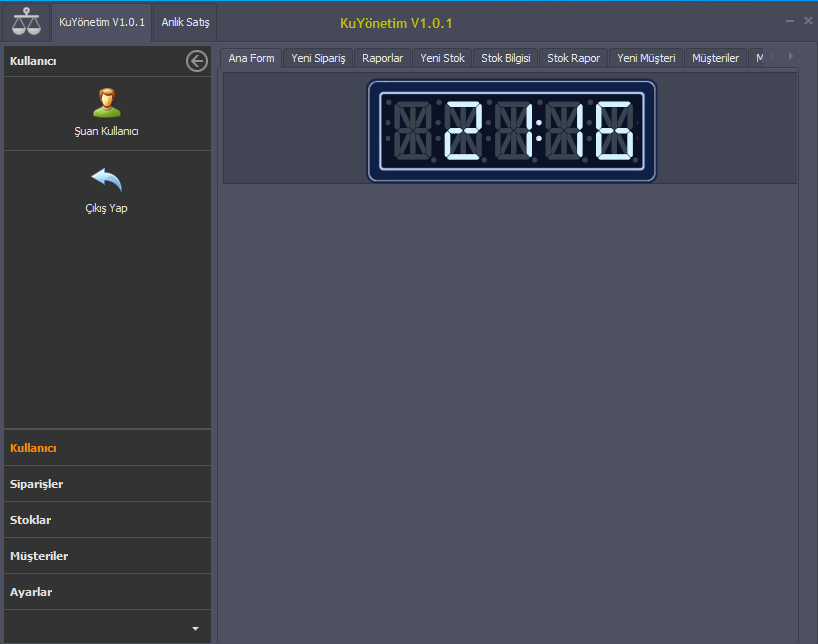 KuYönetim V1.0.1
Anlık Satış
KuYönetim V1.0.1
Kullanıcı
Şuan Kullanıcı
Çıkış Yap
Kullanıcı
Siparişler
Stoklar
Müşteriler
Ayarlar
Ana Form
Yeni Sipariş
Raporlar
Yeni Stok
Stok Bilgisi
Stok Rapor
Yeni Müşteri
Müşteriler
21:15